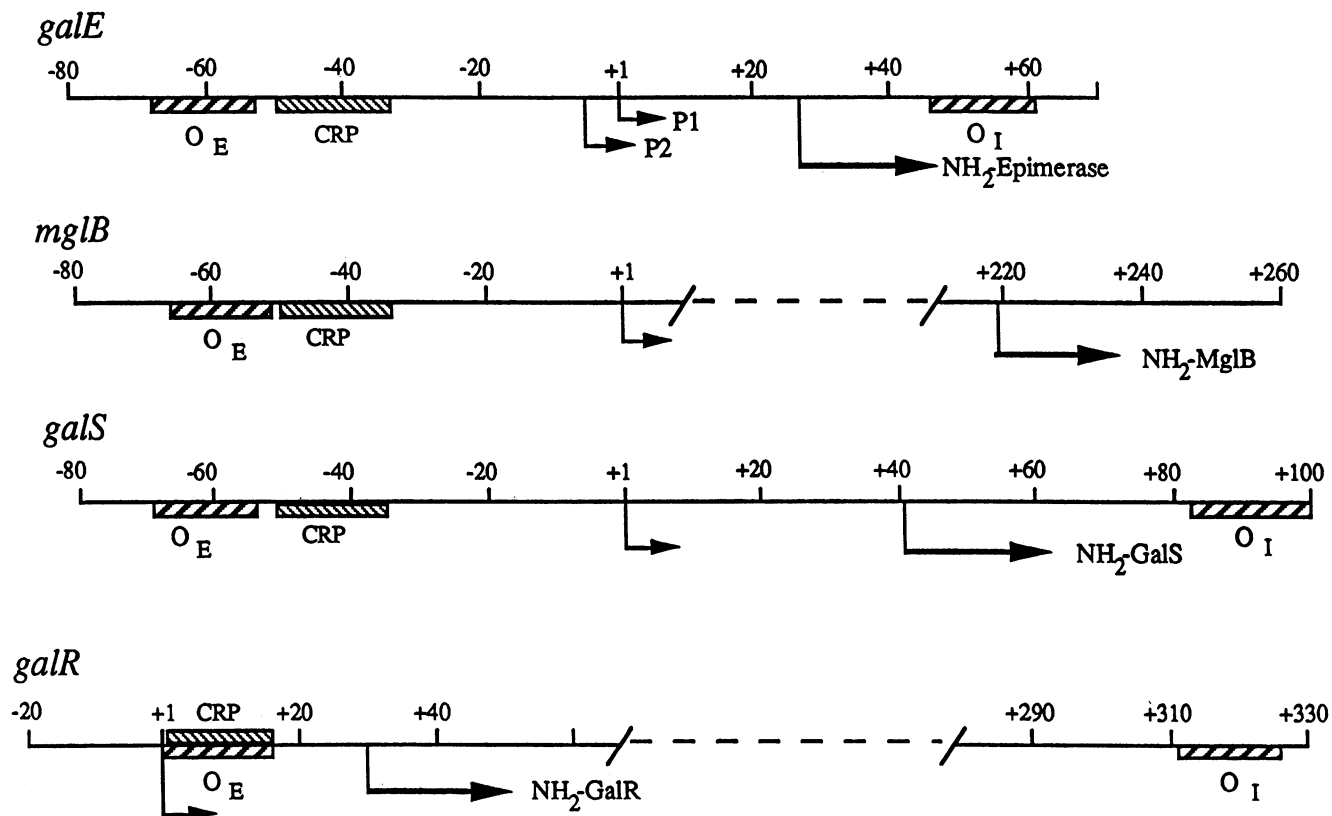 galE
-80 -60 -40 -20 +1 +20 +40 +60
O E CRP P1 O I
P2 NH2-Epimerase
mglB
-80 -60 -40 -20 +1 +220 +240 +260
O E CRP
NH2-MglB
galS
-80 -60 -40 -20 +1 +20 +40 +60 +80 +100
O E CRP O I
NH2-GalS
galR
-20 +1 CRP +20 +40 +290 +310 +330
O E NH2-GalR O I